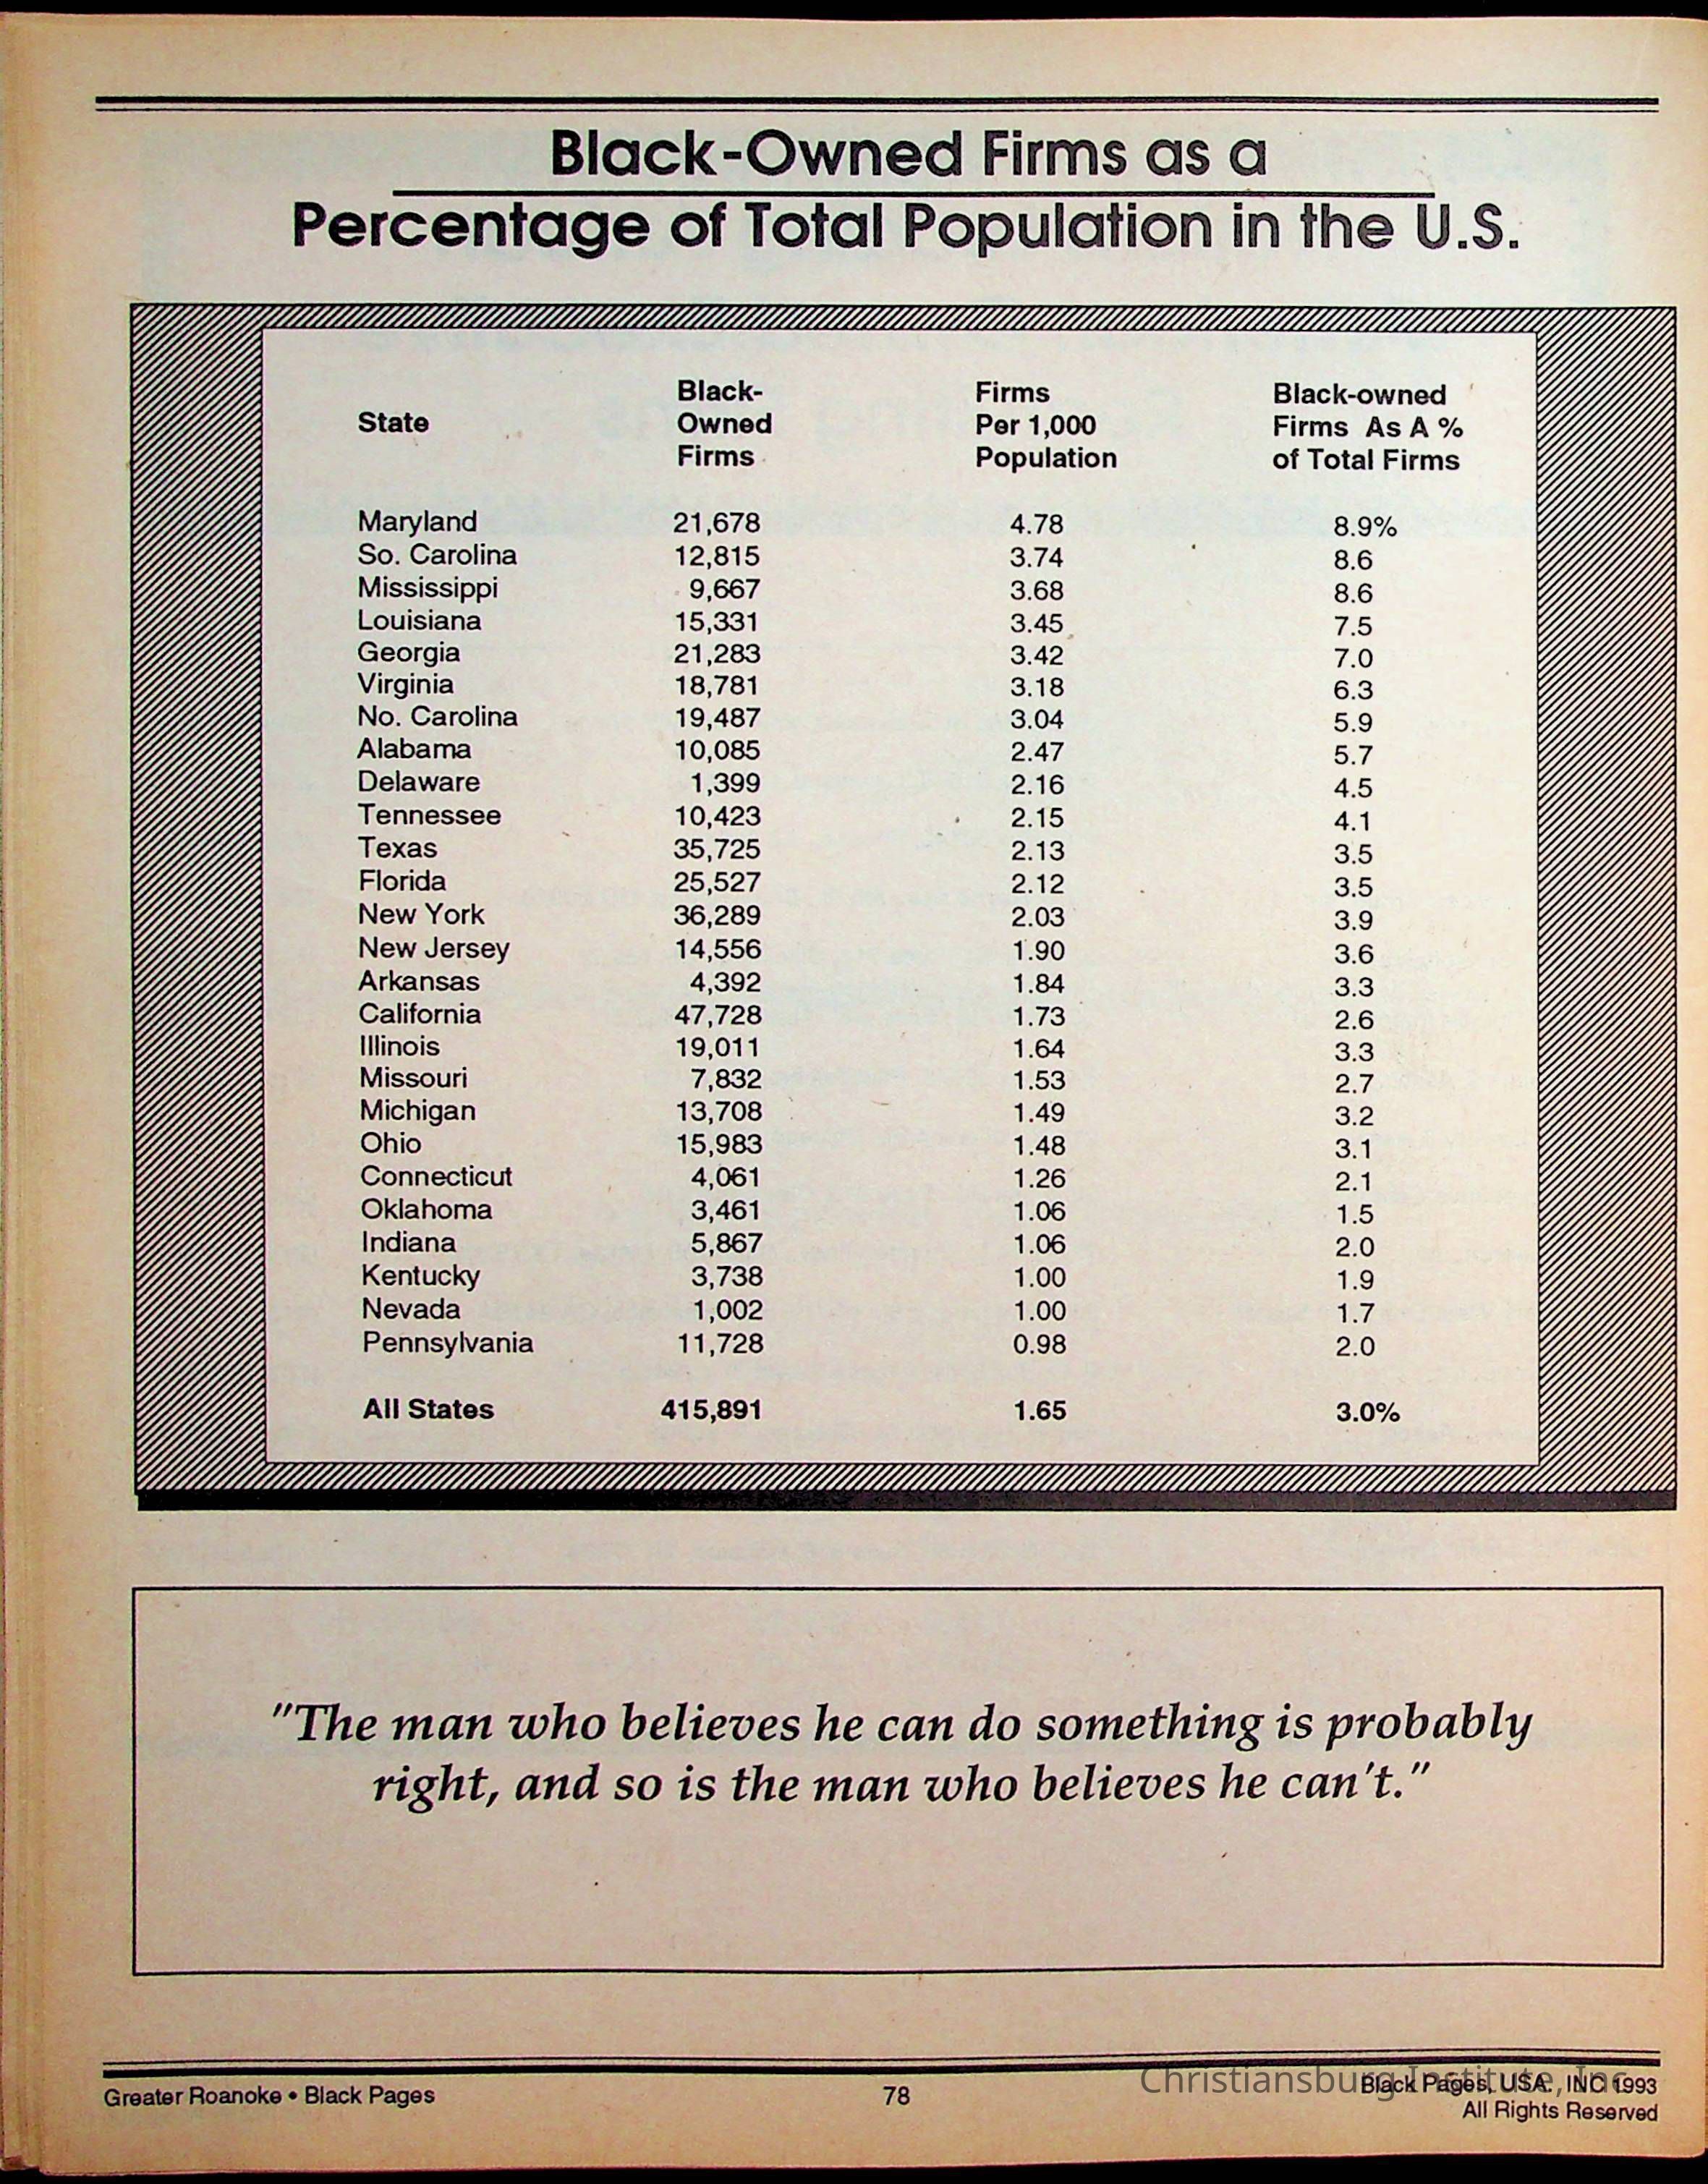 Black-Owned Firms as a
Percentage of Total Population in the U.S.
State Black-Owned Firms Firms Per 1,000 Population Black-owned Firms As A % of Total Firms
Maryland 21,678 4.78 8.9%
So. Carolina 12,815 3.74 8.6
Mississippi 9,667 3.68 8.6
Louisiana 15,331 3.45 7.5
Georgia 21,283 3.42 7.0
Virginia 18,781 3.18 6.3
No. Carolina 19,487 3.04 5.9
Alabama 10,085 2.47 5.7
Delaware 1,399 2.16 4.5
Tennessee 10,423 2.15 4.1
Texas 35,725 2.13 3.5
Florida 25,527 2.12 3.5
New York 36,289 2.03 3.9
New Jersey 14,556 1.90 3.6
Arkansas 4,392 1.84 3.3
California 47,728 1.73 2.6
Illinois 19,011 1.64 3.3
Missouri 7,832 1.53 2.7
Michigan 13,708 1.49 3.2
Ohio 15,983 1.48 3.1
Connecticut 4,061 1.26 2.1
Oklahoma 3,461 1.06 1.5
Indiana 5,867 1.06 2.0
Kentucky 3,738 1.00 1.9
Nevada 1,002 1.00 1.7
Pennsylvania 11,728 0.98 2.0
All States 415,891 1.65 3.0%
"The man who believes he can do something is probably
right, and so is the man who believes he can't."
Greater Roanoke • Black Pages 78 Black Pages, USA. INC 1993
All Rights Reserved
Christiansburg Institute, Inc.